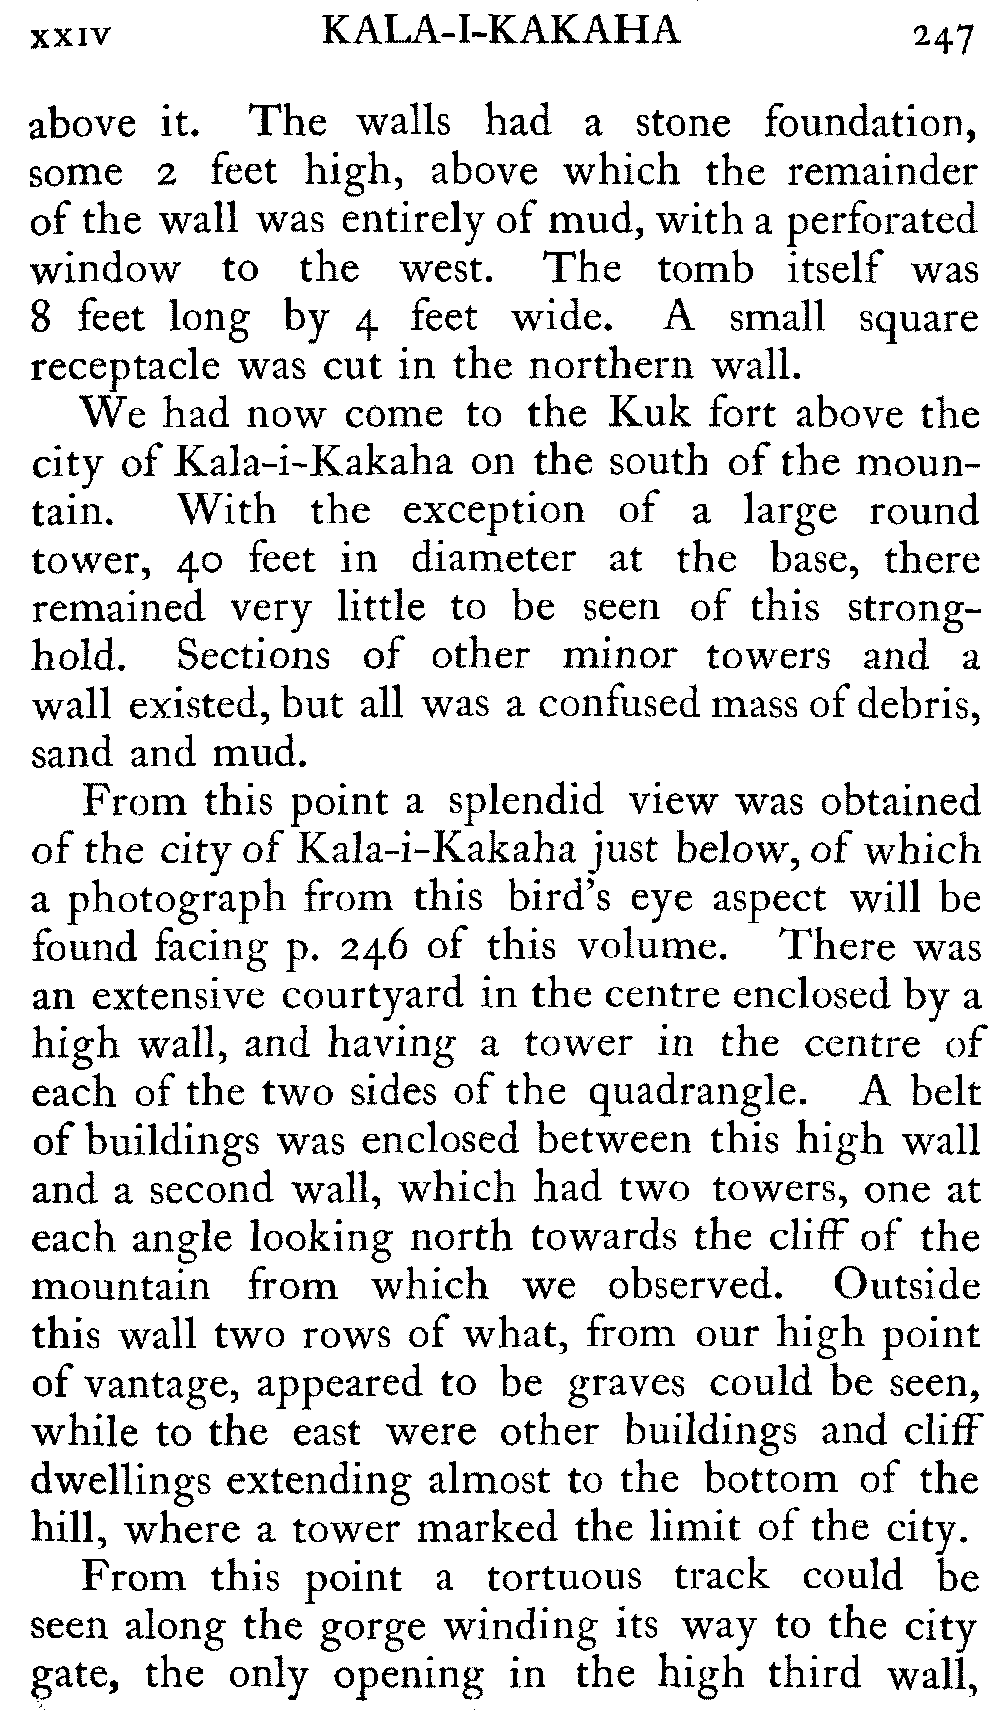 xxiv KALA-I-KAKAHA 247
above it. The walls had a stone foundation,
some 2 feet high, above which the remainder
of the wall was entirely of mud, with a perforated
window to the west. The tomb itself was
8 feet long by 4 feet wide. A small square
receptacle was cut in the northern wall.
We had now come to the Kuk fort above the
city of Kala-i-Kakaha on the south of the moun-
tain. With the exception of a large round
tower, 40 feet in diameter at the base, there
remained very little to be seen of this strong-
hold. Sections of other minor towers and a
wall existed, but all was a confused mass of debris,
sand and mud.
From this point a splendid view was obtained
of the city of Kala-i-Kakaha just below, of which
a photograph from this bird's eye aspect will be
found facing p. 246 of this volume. There was
an extensive courtyard in the centre enclosed by a
high wall, and having a tower in the centre of
each of the two sides of the quadrangle. A belt
of buildings was enclosed between this high wall
and a second wall, which had two towers, one at
each angle looking north towards the cliff of the
mountain from which we observed. Outside
this wall two rows of what, from our high point
of vantage, appeared to be graves could be seen,
while to the east were other buildings and cliff
dwellings extending almost to the bottom of the
hill, where a tower marked the limit of the city.
From this point a tortuous track could be
seen along the gorge winding its way to the city
gate, the only opening in the high third wall,